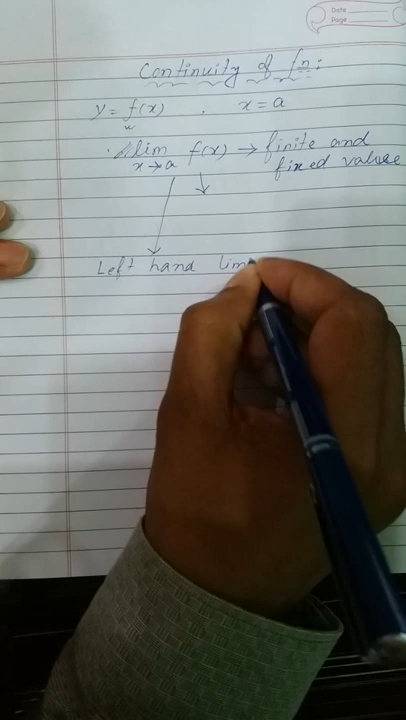 Date
Page
Continuity of fn:
y = f(x) , x = a
lim x→a f(x) → finite and fixed value
Left hand lim